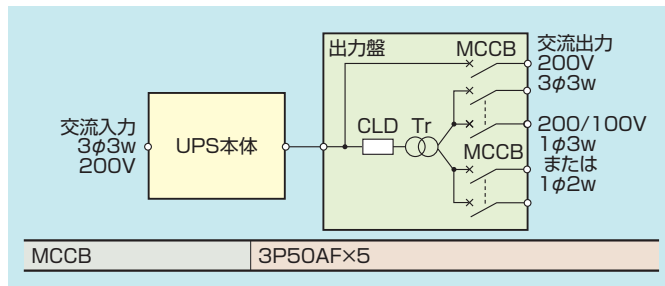 交流入力
3φ3w
200V
UPS本体
出力盤
MCCB
CLD
Tr
MCCB
交流出力
200V
3φ3w
200/100V
1φ3w
または
1φ2w
MCCB 3P50AF×5